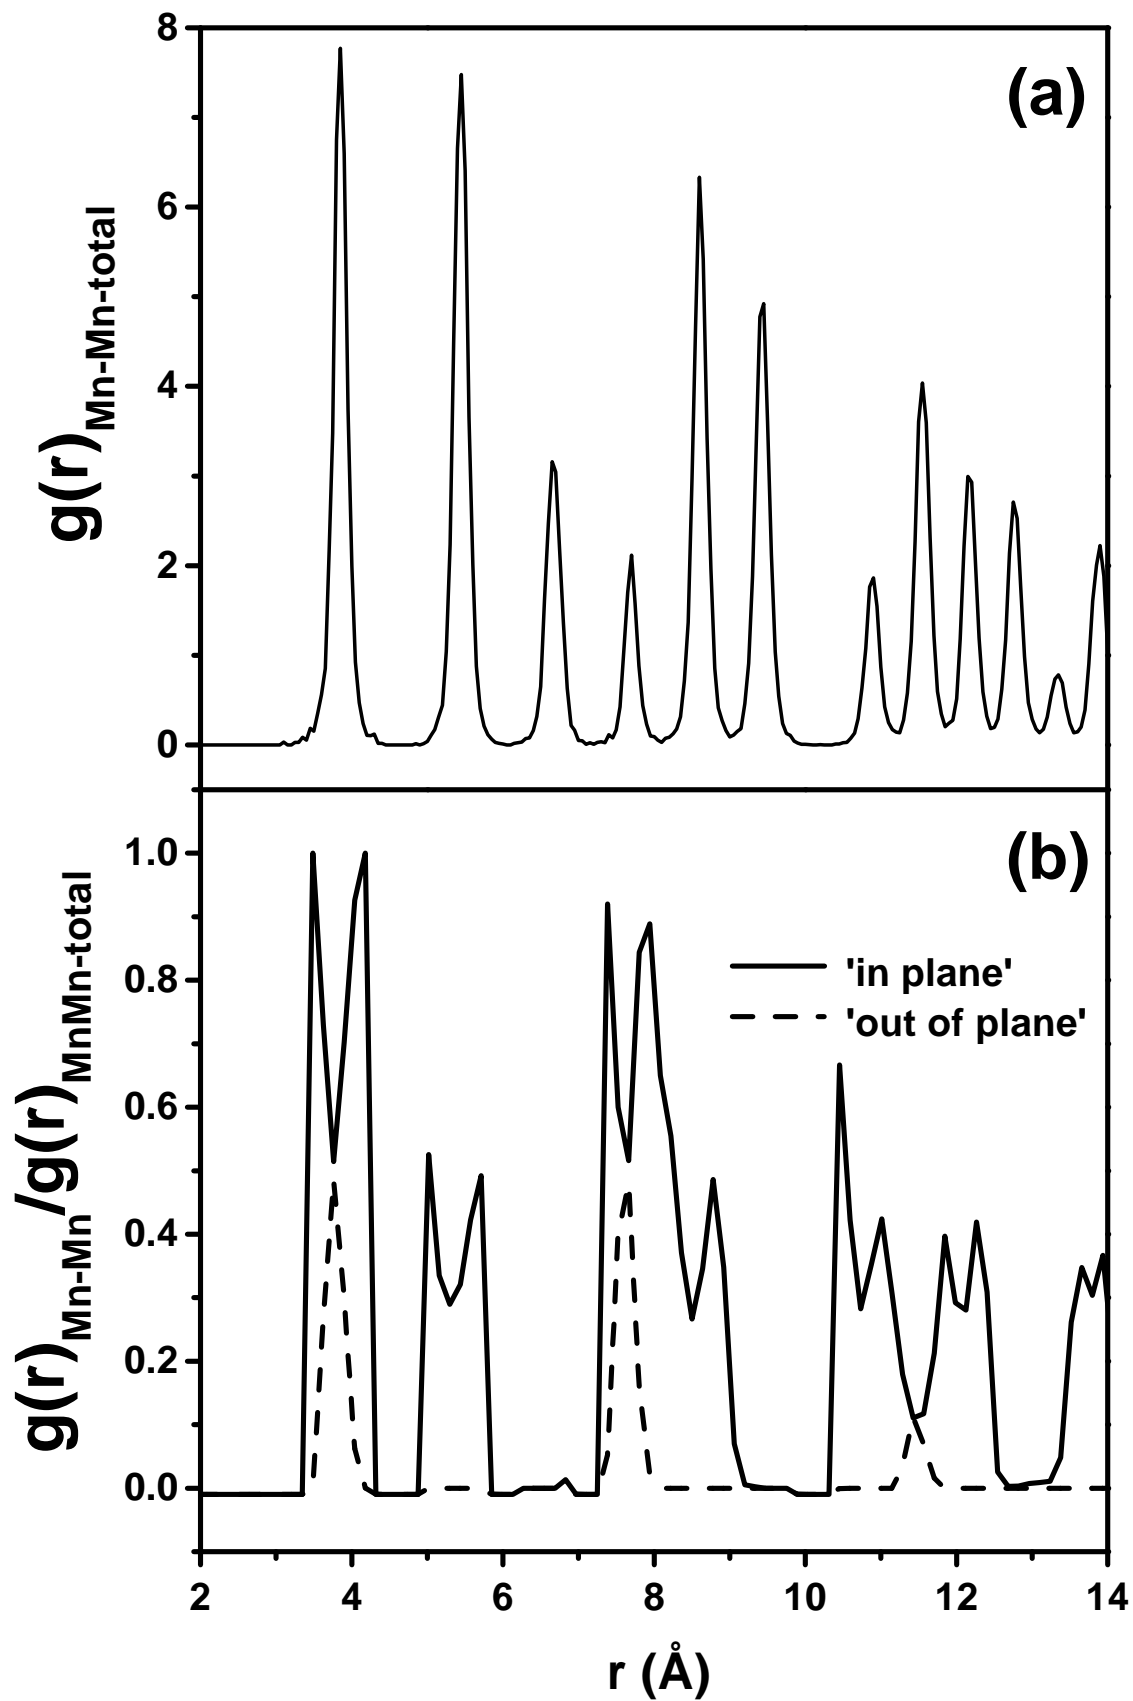 8
6
4
2
0
(a)
g(r)Mn-Mn-total
1.0
0.8
0.6
0.4
0.2
0.0
(b)
'in plane'
'out of plane'
g(r)Mn-Mn/g(r)MnMn-total
2 4 6 8 10 12 14
r (Å)